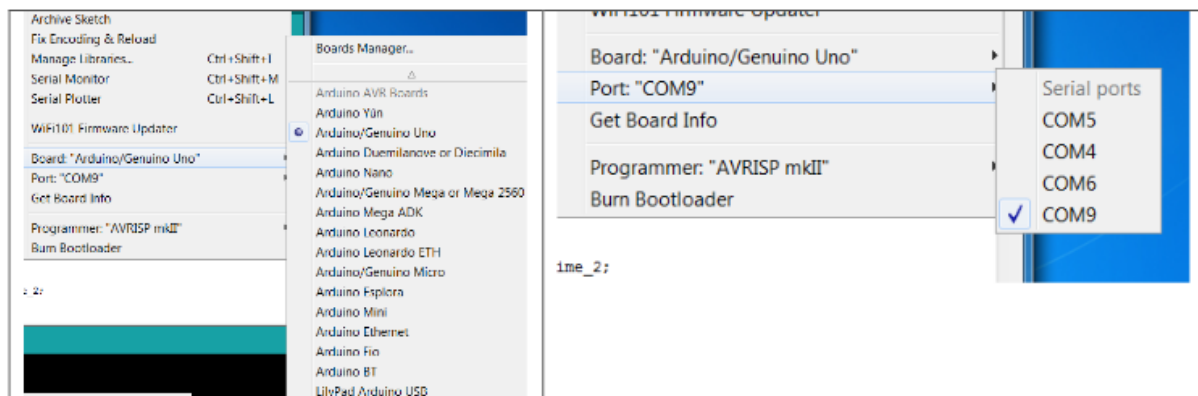 Archive Sketch
Fix Encoding & Reload
Manage Libraries... Ctrl+Shift+I
Serial Monitor Ctrl+Shift+M
Serial Plotter Ctrl+Shift+L
WiFi101 Firmware Updater
Board: "Arduino/Genuino Uno"
Port: "COM9"
Get Board Info
Programmer: "AVRISP mkII"
Burn Bootloader
Boards Manager...
Arduino AVR Boards
Arduino Yún
Arduino/Genuino Uno
Arduino Duemilanove or Diecimila
Arduino Nano
Arduino/Genuino Mega or Mega 2560
Arduino Mega ADK
Arduino Leonardo
Arduino Leonardo ETH
Arduino/Genuino Micro
Arduino Esplora
Arduino Mini
Arduino Ethernet
Arduino Fio
Arduino BT
LilyPad Arduino USB
WiFi101 Firmware Updater
Board: "Arduino/Genuino Uno"
Port: "COM9"
Get Board Info
Programmer: "AVRISP mkII"
Burn Bootloader
Serial ports
COM5
COM4
COM6
COM9
ime_2;